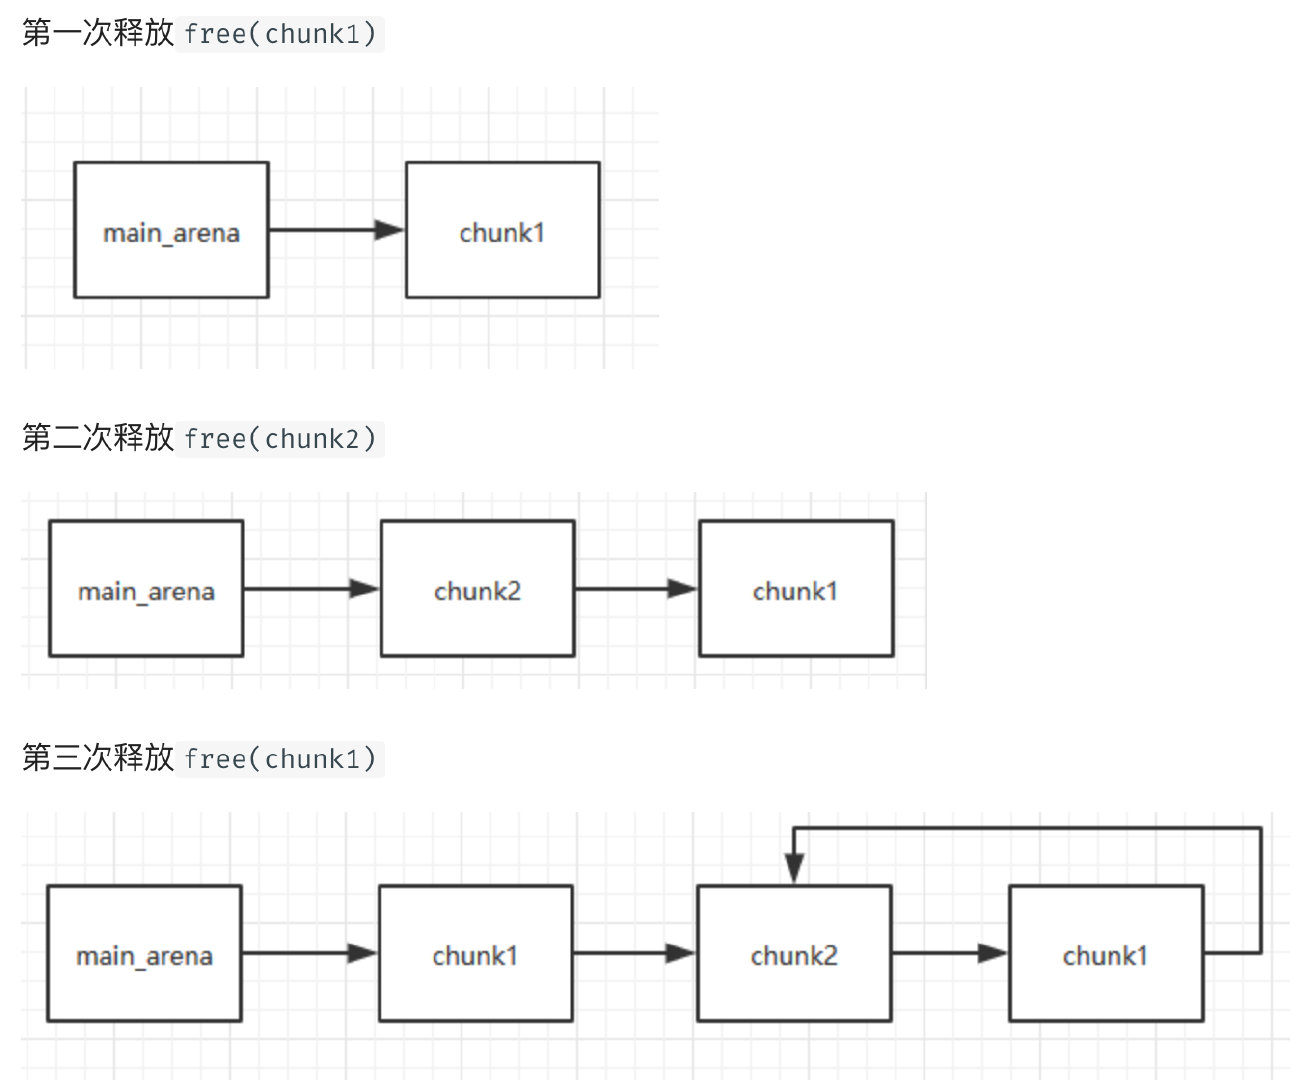 第一次释放 free(chunk1)
main_arena chunk1
第二次释放 free(chunk2)
main_arena chunk2 chunk1
第三次释放 free(chunk1)
main_arena chunk1 chunk2 chunk1